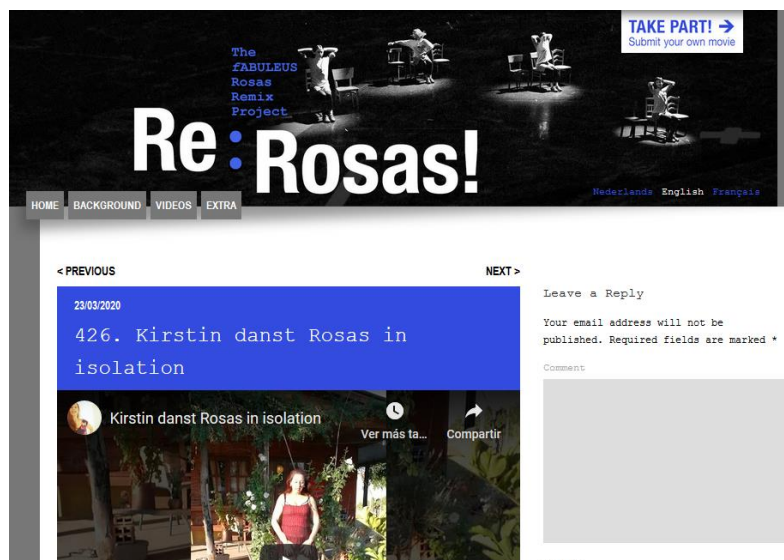 TAKE PART! →
Submit your own movie
The
fABULEUS
Rosas
Remix
Project
Re:Rosas!
Nederlands English Français
HOME BACKGROUND VIDEOS EXTRA
< PREVIOUS NEXT >
23/03/2020
426. Kirstin danst Rosas in
isolation
Kirstin danst Rosas in isolation
Ver más ta... Compartir
Leave a Reply
Your email address will not be
published. Required fields are marked *
Comment